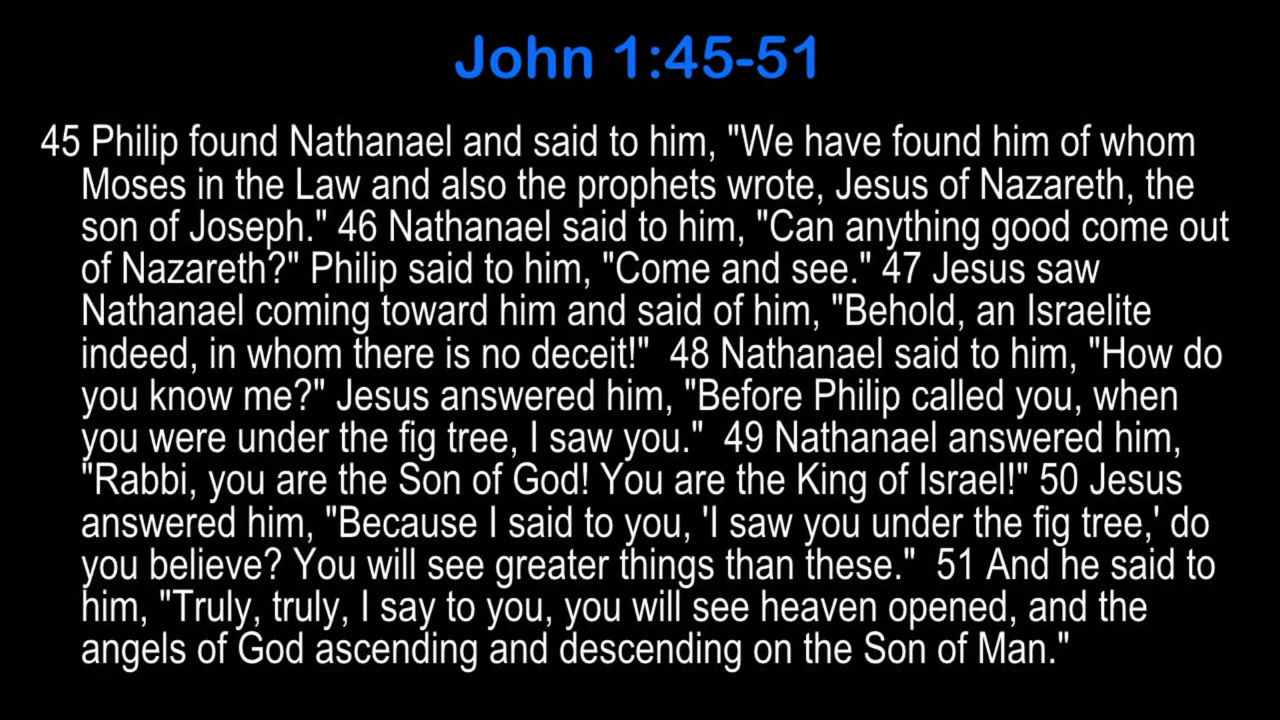 John 1:45-51
45 Philip found Nathanael and said to him, "We have found him of whom
Moses in the Law and also the prophets wrote, Jesus of Nazareth, the
son of Joseph." 46 Nathanael said to him, "Can anything good come out
of Nazareth?" Philip said to him, "Come and see." 47 Jesus saw
Nathanael coming toward him and said of him, "Behold, an Israelite
indeed, in whom there is no deceit!"  48 Nathanael said to him, "How do
you know me?" Jesus answered him, "Before Philip called you, when
you were under the fig tree, I saw you."  49 Nathanael answered him,
"Rabbi, you are the Son of God! You are the King of Israel!" 50 Jesus
answered him, "Because I said to you, 'I saw you under the fig tree,' do
you believe? You will see greater things than these."  51 And he said to
him, "Truly, truly, I say to you, you will see heaven opened, and the
angels of God ascending and descending on the Son of Man."